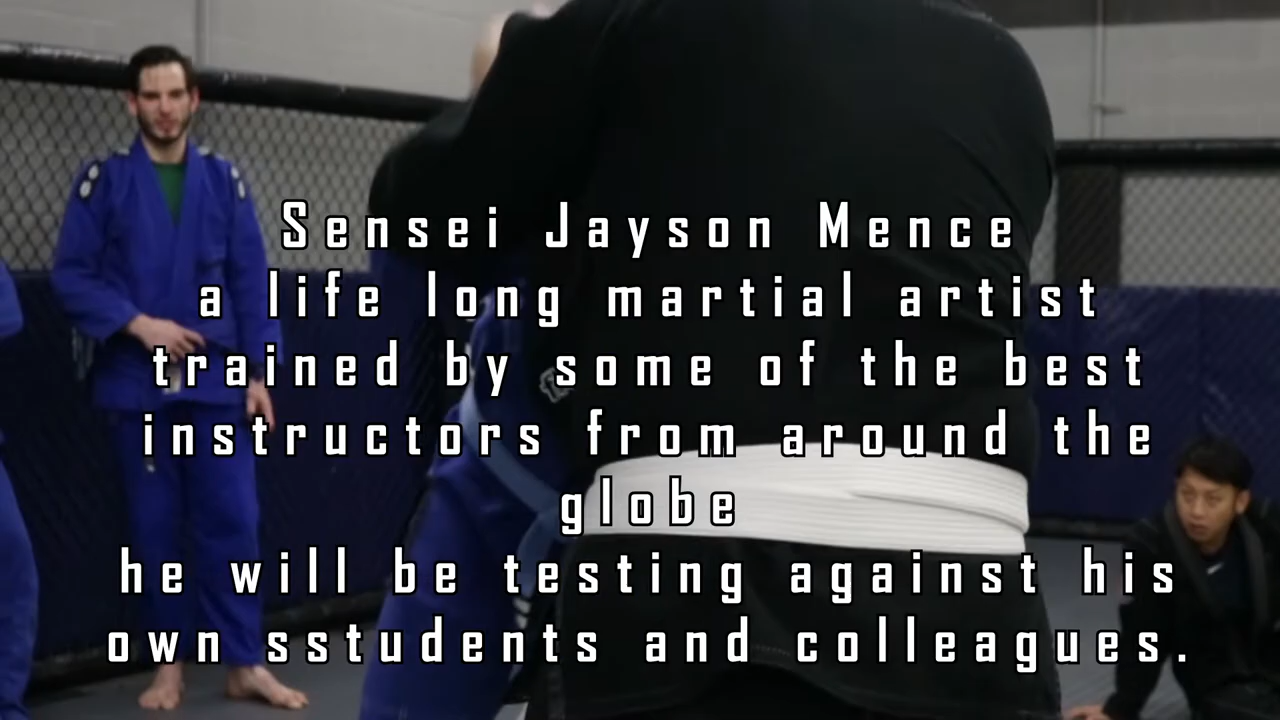 Sensei Jayson Mence
a life long martial artist
trained by some of the best
instructors from around the
globe
he will be testing against his
own sstudents and colleagues.